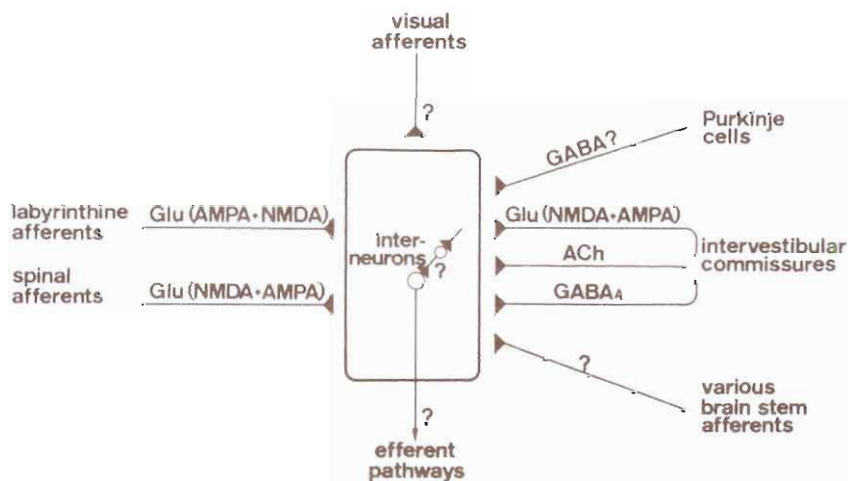 visual
afferents
?
GABA?
Purkinje
cells
labyrinthine
afferents
Glu (AMPA·NMDA)
spinal
afferents
Glu (NMDA·AMPA)
inter-
neurons
?
Glu (NMDA·AMPA)
ACh
GABAA
intervestibular
commissures
?
various
brain stem
afferents
?
efferent
pathways